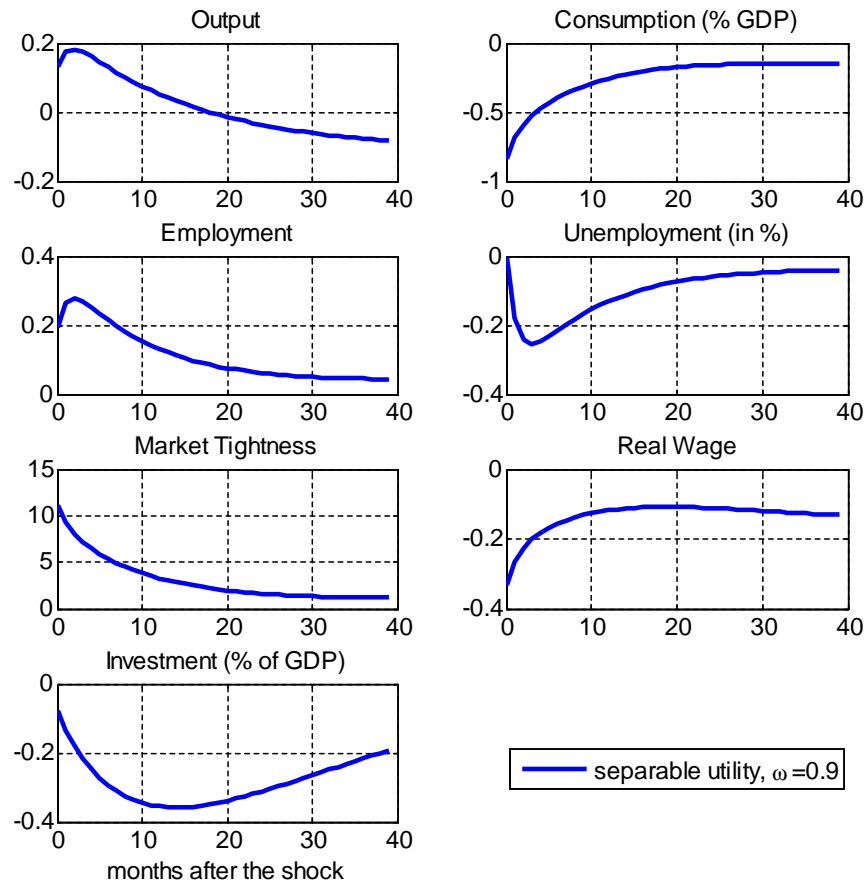 Output
0.2
0
-0.2
0 10 20 30 40
Consumption (% GDP)
0
-0.5
-1
0 10 20 30 40
Employment
0.4
0.2
0
0 10 20 30 40
Unemployment (in %)
0
-0.2
-0.4
0 10 20 30 40
Market Tightness
15
10
5
0
0 10 20 30 40
Real Wage
0
-0.2
-0.4
0 10 20 30 40
Investment (% of GDP)
0
-0.2
-0.4
0 10 20 30 40
months after the shock
separable utility, ω=0.9